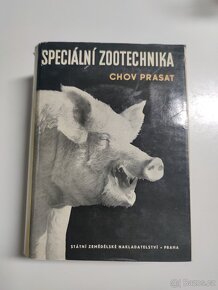 SPECIÁLNÍ ZOOTECHNIKA
CHOV PRASAT
STÁTNÍ ZEMĚDĚLSKÉ NAKLADATELSTVÍ - PRAHA